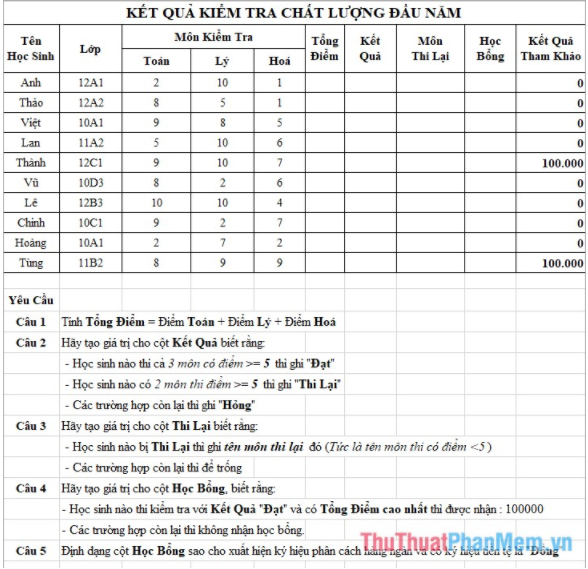 KẾT QUẢ KIỂM TRA CHẤT LƯỢNG ĐẦU NĂM
Tên Học Sinh Lớp Môn Kiểm Tra Tổng Điểm Kết Quả Môn Thi Lại Học Bổng Kết Quả Tham Khảo
Toán Lý Hoá
Anh 12A1 2 10 1 0
Thảo 12A2 8 5 1 0
Việt 10A1 9 8 5 0
Lan 11A2 5 10 6 0
Thành 12C1 9 10 7 100.000
Vũ 10D3 8 2 6 0
Lê 12B3 10 10 4 0
Chinh 10C1 9 2 7 0
Hoàng 10A1 2 7 2 0
Tùng 11B2 8 9 9 100.000
Yêu Cầu
Câu 1 Tính Tổng Điểm = Điểm Toán + Điểm Lý + Điểm Hoá
Câu 2 Hãy tạo giá trị cho cột Kết Quả biết rằng:
- Học sinh nào thi cả 3 môn có điểm >= 5 thì ghi "Đạt"
- Học sinh nào có 2 môn thi điểm >= 5 thì ghi "Thi Lại"
- Các trường hợp còn lại thì ghi "Hỏng"
Câu 3 Hãy tạo giá trị cho cột Thi Lại biết rằng:
- Học sinh nào bị Thi Lại thì ghi tên môn thi lại đó (Tức là tên môn thi có điểm <5 )
- Các trường hợp còn lại thì để trống
Câu 4 Hãy tạo giá trị cho cột Học Bổng, biết rằng:
- Học sinh nào thi kiểm tra với Kết Quả "Đạt" và có Tổng Điểm cao nhất thì được nhận : 100000
- Các trường hợp còn lại thì không nhận học bổng.
ThuThuatPhanMem.vn
Câu 5 Định dạng cột Học Bổng sao cho xuất hiện ký hiệu phân cách hàng ngàn và có ký hiệu tiền tệ là "Đồng